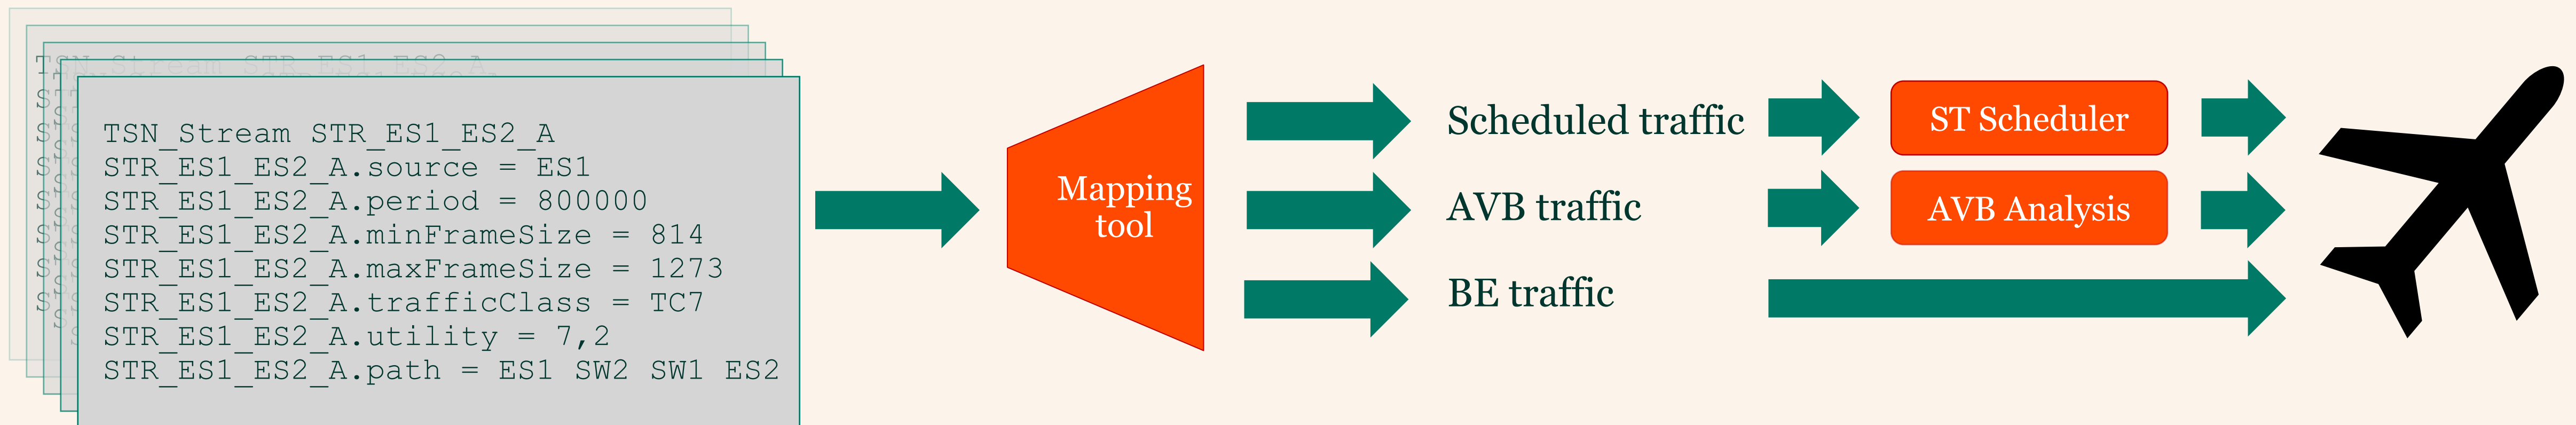 TSN_Stream STR_ES1_ES2_A
STR_ES1_ES2_A.source = ES1
STR_ES1_ES2_A.period = 800000
STR_ES1_ES2_A.minFrameSize = 814
STR_ES1_ES2_A.maxFrameSize = 1273
STR_ES1_ES2_A.trafficClass = TC7
STR_ES1_ES2_A.utility = 7,2
STR_ES1_ES2_A.path = ES1 SW2 SW1 ES2
Mapping
tool
Scheduled traffic
AVB traffic
BE traffic
ST Scheduler
AVB Analysis